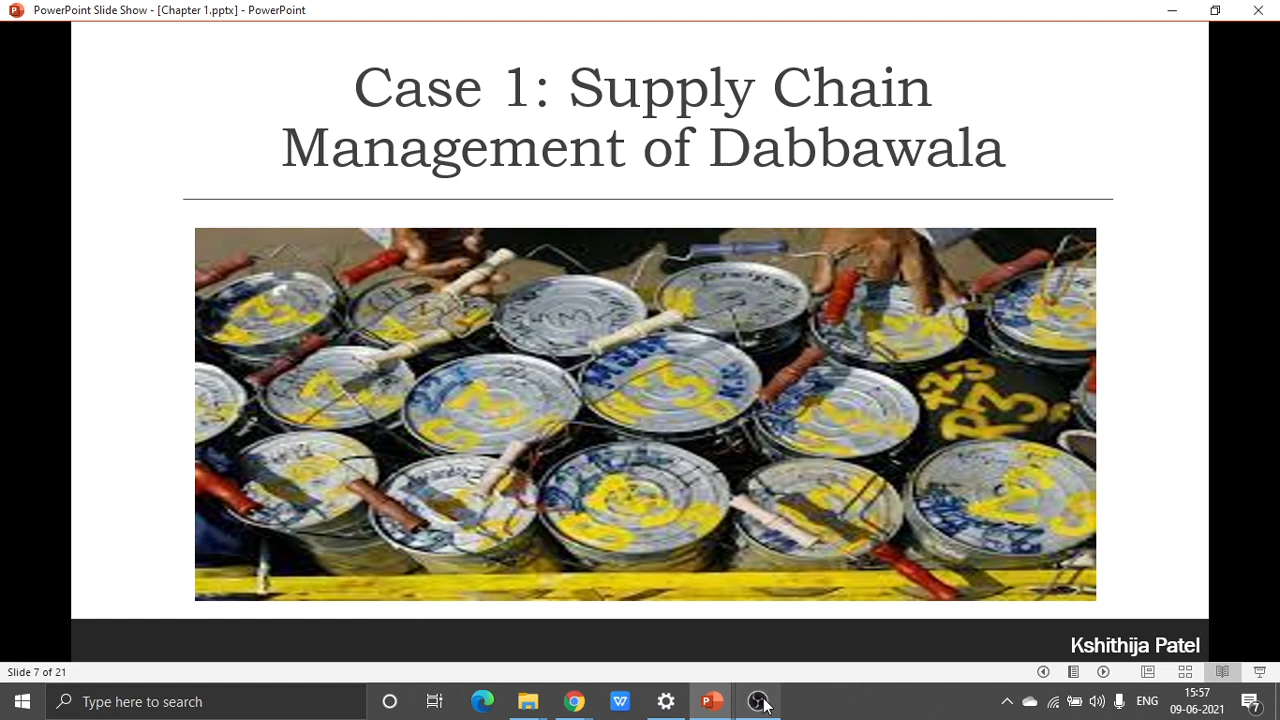 PowerPoint Slide Show - [Chapter 1.pptx] - PowerPoint
Case 1: Supply Chain
Management of Dabbawala
Kshithija Patel
Slide 7 of 21
Type here to search
ENG
15:57
09-06-2021
7